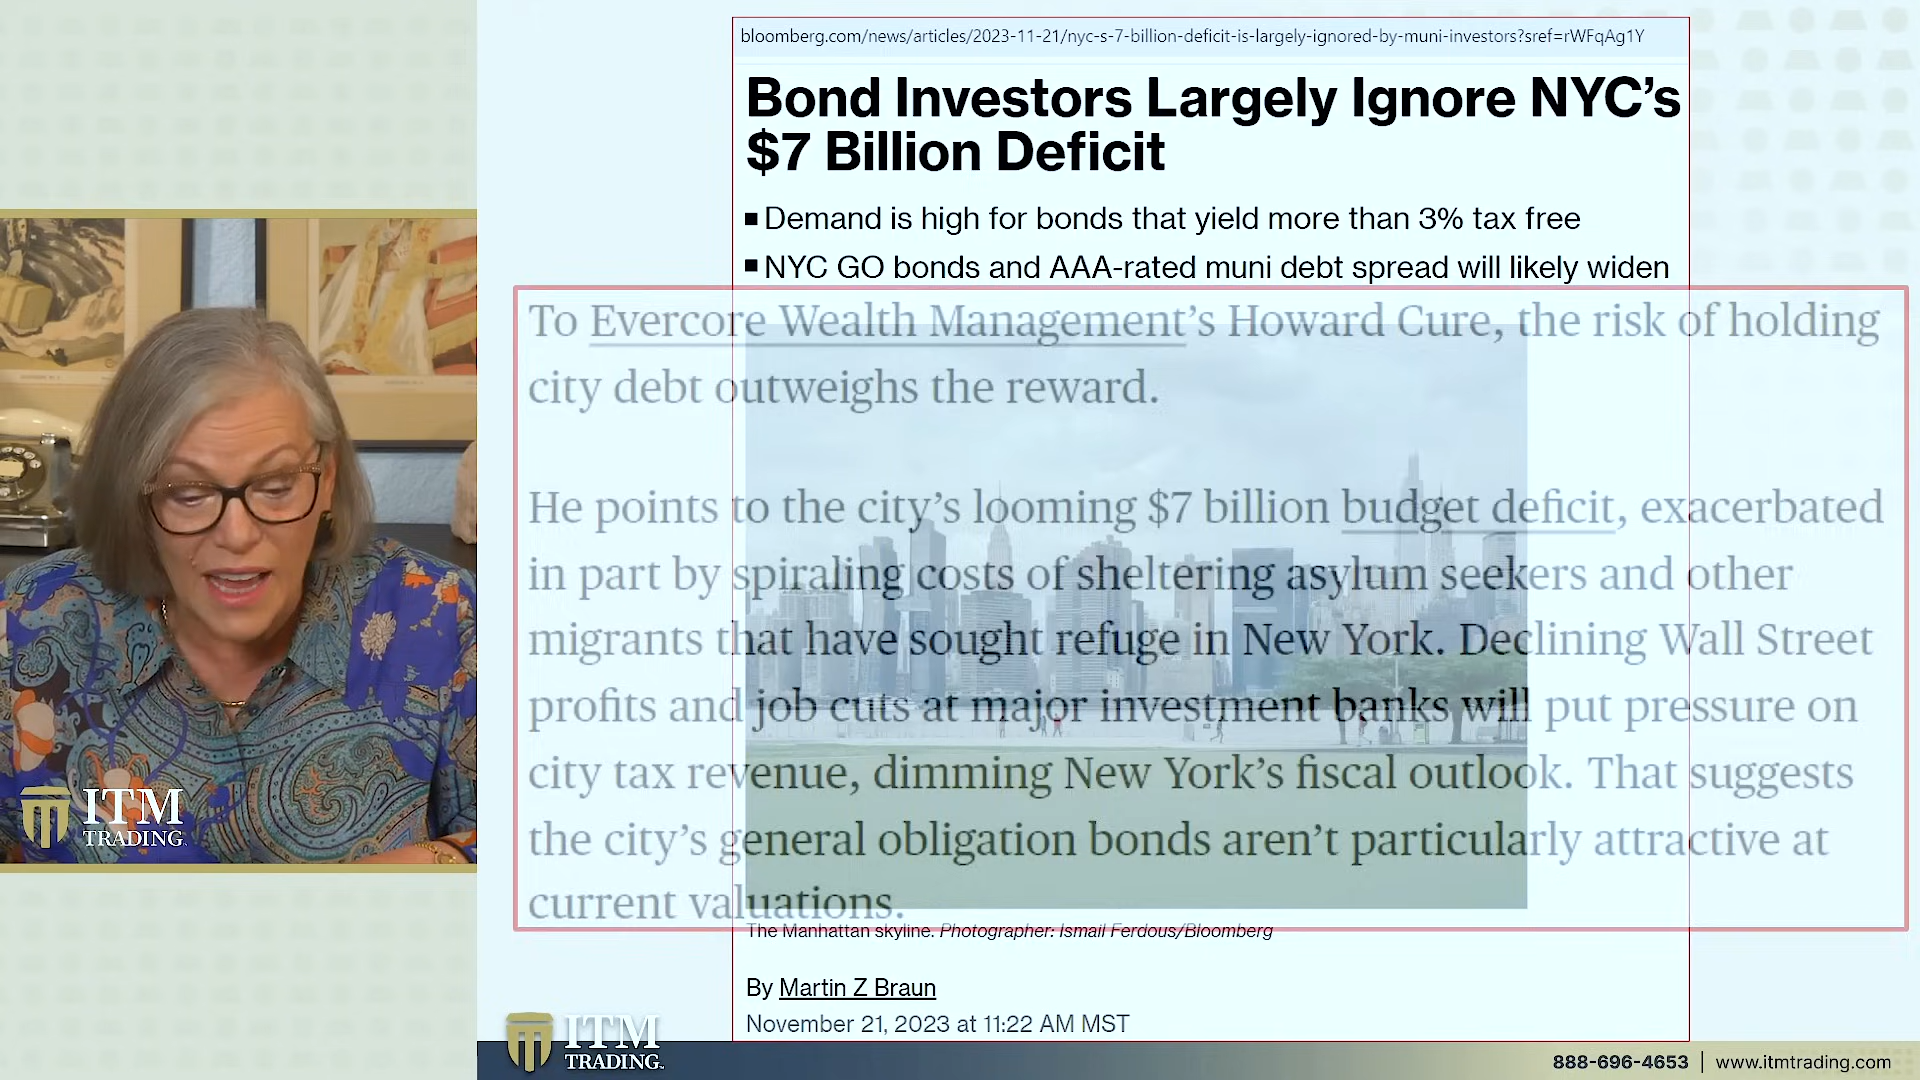 bloomberg.com/news/articles/2023-11-21/nyc-s-7-billion-deficit-is-largely-ignored-by-muni-investors?sref=rWFqAg1Y
Bond Investors Largely Ignore NYC’s
$7 Billion Deficit
■ Demand is high for bonds that yield more than 3% tax free
■ NYC GO bonds and AAA-rated muni debt spread will likely widen
To Evercore Wealth Management’s Howard Cure, the risk of holding
city debt outweighs the reward.
He points to the city’s looming $7 billion budget deficit, exacerbated
in part by spiraling costs of sheltering asylum seekers and other
migrants that have sought refuge in New York. Declining Wall Street
profits and job cuts at major investment banks will put pressure on
city tax revenue, dimming New York’s fiscal outlook. That suggests
the city’s general obligation bonds aren’t particularly attractive at
current valuations.
The Manhattan skyline. Photographer: Ismail Ferdous/Bloomberg
By Martin Z Braun
November 21, 2023 at 11:22 AM MST
ITM
TRADING
ITM
TRADING
888-696-4653 | www.itmtrading.com